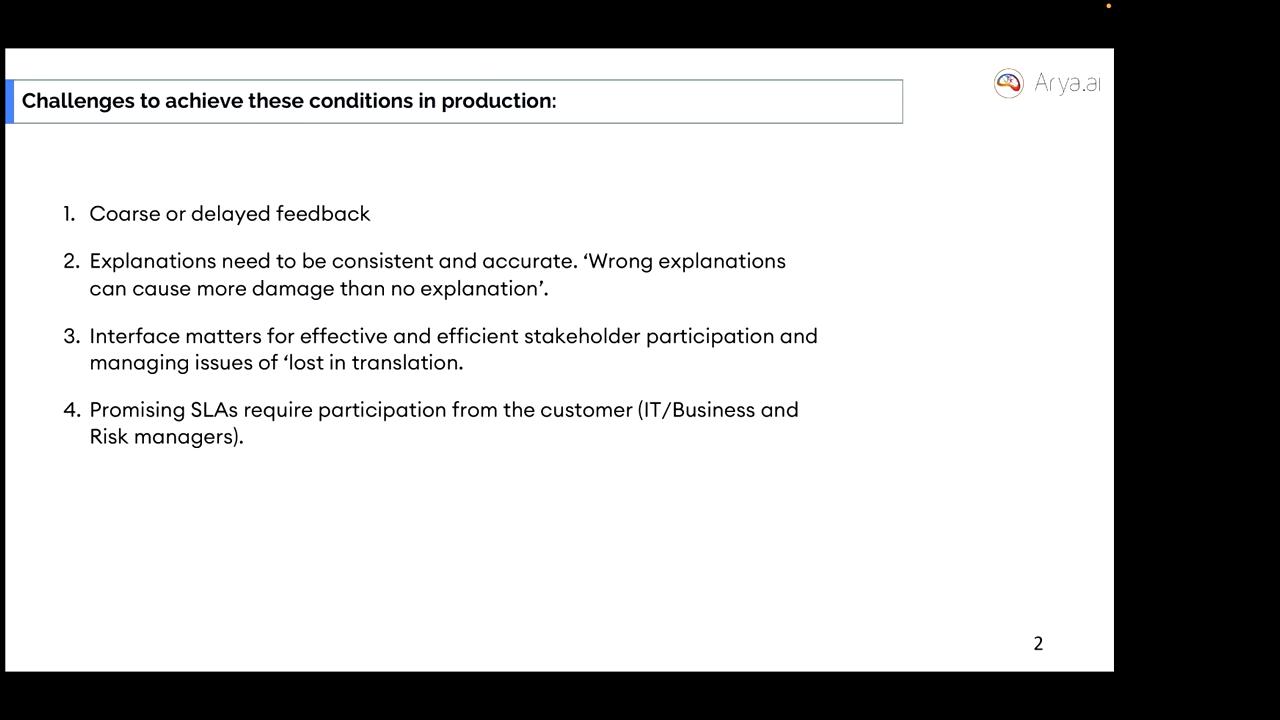 Challenges to achieve these conditions in production:
Arya.ai
1. Coarse or delayed feedback
2. Explanations need to be consistent and accurate. ‘Wrong explanations
can cause more damage than no explanation’.
3. Interface matters for effective and efficient stakeholder participation and
managing issues of ‘lost in translation.
4. Promising SLAs require participation from the customer (IT/Business and
Risk managers).
2